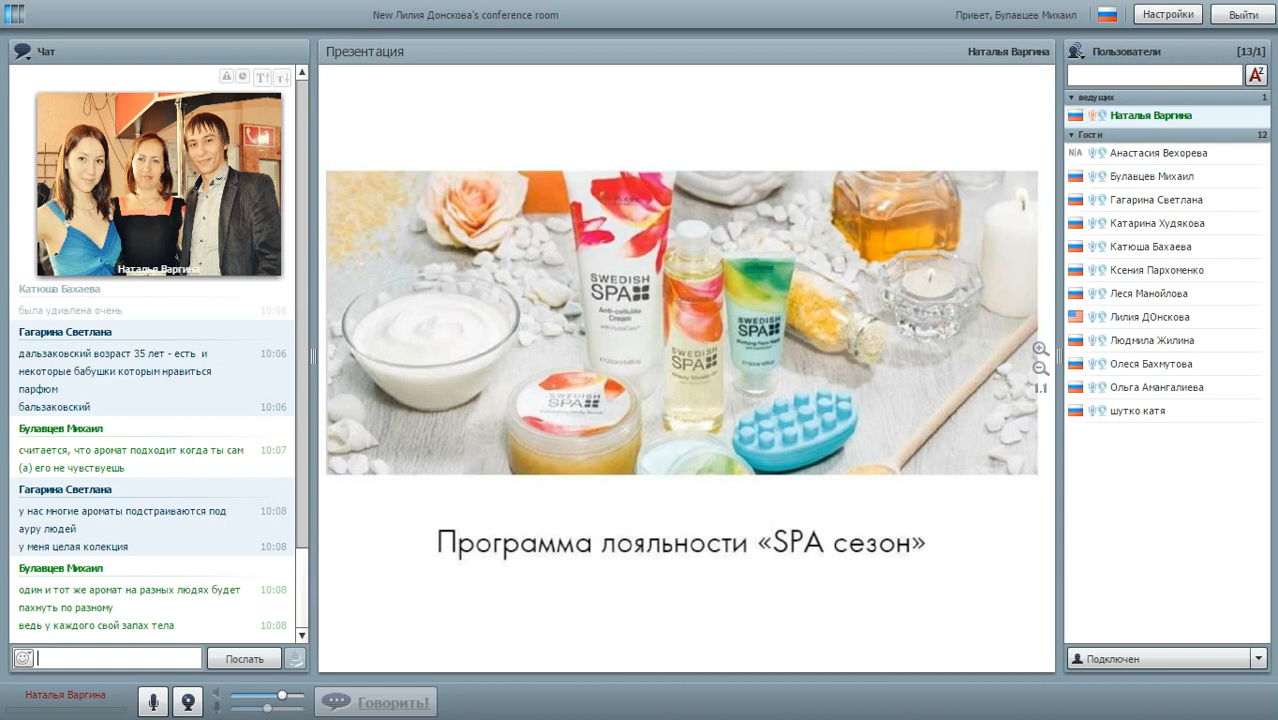 New Лилия Донскова's conference room
Привет, Булавцев Михаил
Настройки
Выйти
Чат
T T
Наталья Варгина
Катюша Бахаева
была удивлена очень 10:06
Гагарина Светлана
дальзаковский возраст 35 лет - есть и 10:06
некоторые бабушки которым нравиться
парфюм
бальзаковский 10:06
Булавцев Михаил
считается, что аромат подходит когда ты сам 10:07
(а) его не чувствуешь
Гагарина Светлана
у нас многие ароматы подстраиваются под 10:08
ауру людей
у меня целая колекция 10:08
Булавцев Михаил
один и тот же аромат на разных людях будет 10:08
пахнуть по разному
ведь у каждого свой запах тела 10:08
Послать
Презентация
Наталья Варгина
SWEDISH
SPA
Anti-cellulite
Cream
SWEDISH
SPA
SWEDISH
SPA
SWEDISH
SPA
1:1
Программа лояльности «SPA сезон»
Пользователи [13/1]
AZ
ведущих 1
Наталья Варгина
Гости 12
N|A Анастасия Вехорева
Булавцев Михаил
Гагарина Светлана
Катарина Худякова
Катюша Бахаева
Ксения Пархоменко
Леся Манойлова
Лилия ДОнскова
Людмила Жилина
Олеся Бахмутова
Ольга Амангалиева
шутко катя
Подключен
Наталья Варгина
Говорить!